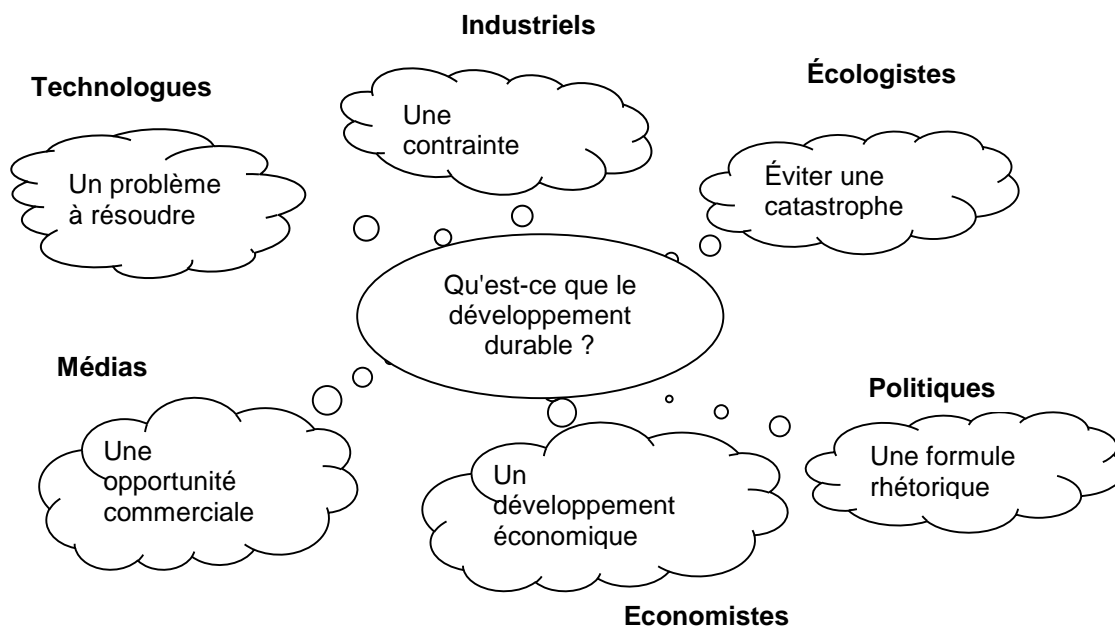 Industriels
Technologues
Écologistes
Une
contrainte
Un problème
à résoudre
Éviter une
catastrophe
Qu'est-ce que le
développement
durable ?
Médias
Politiques
Une
opportunité
commerciale
Un
développement
économique
Une formule
rhétorique
Economistes